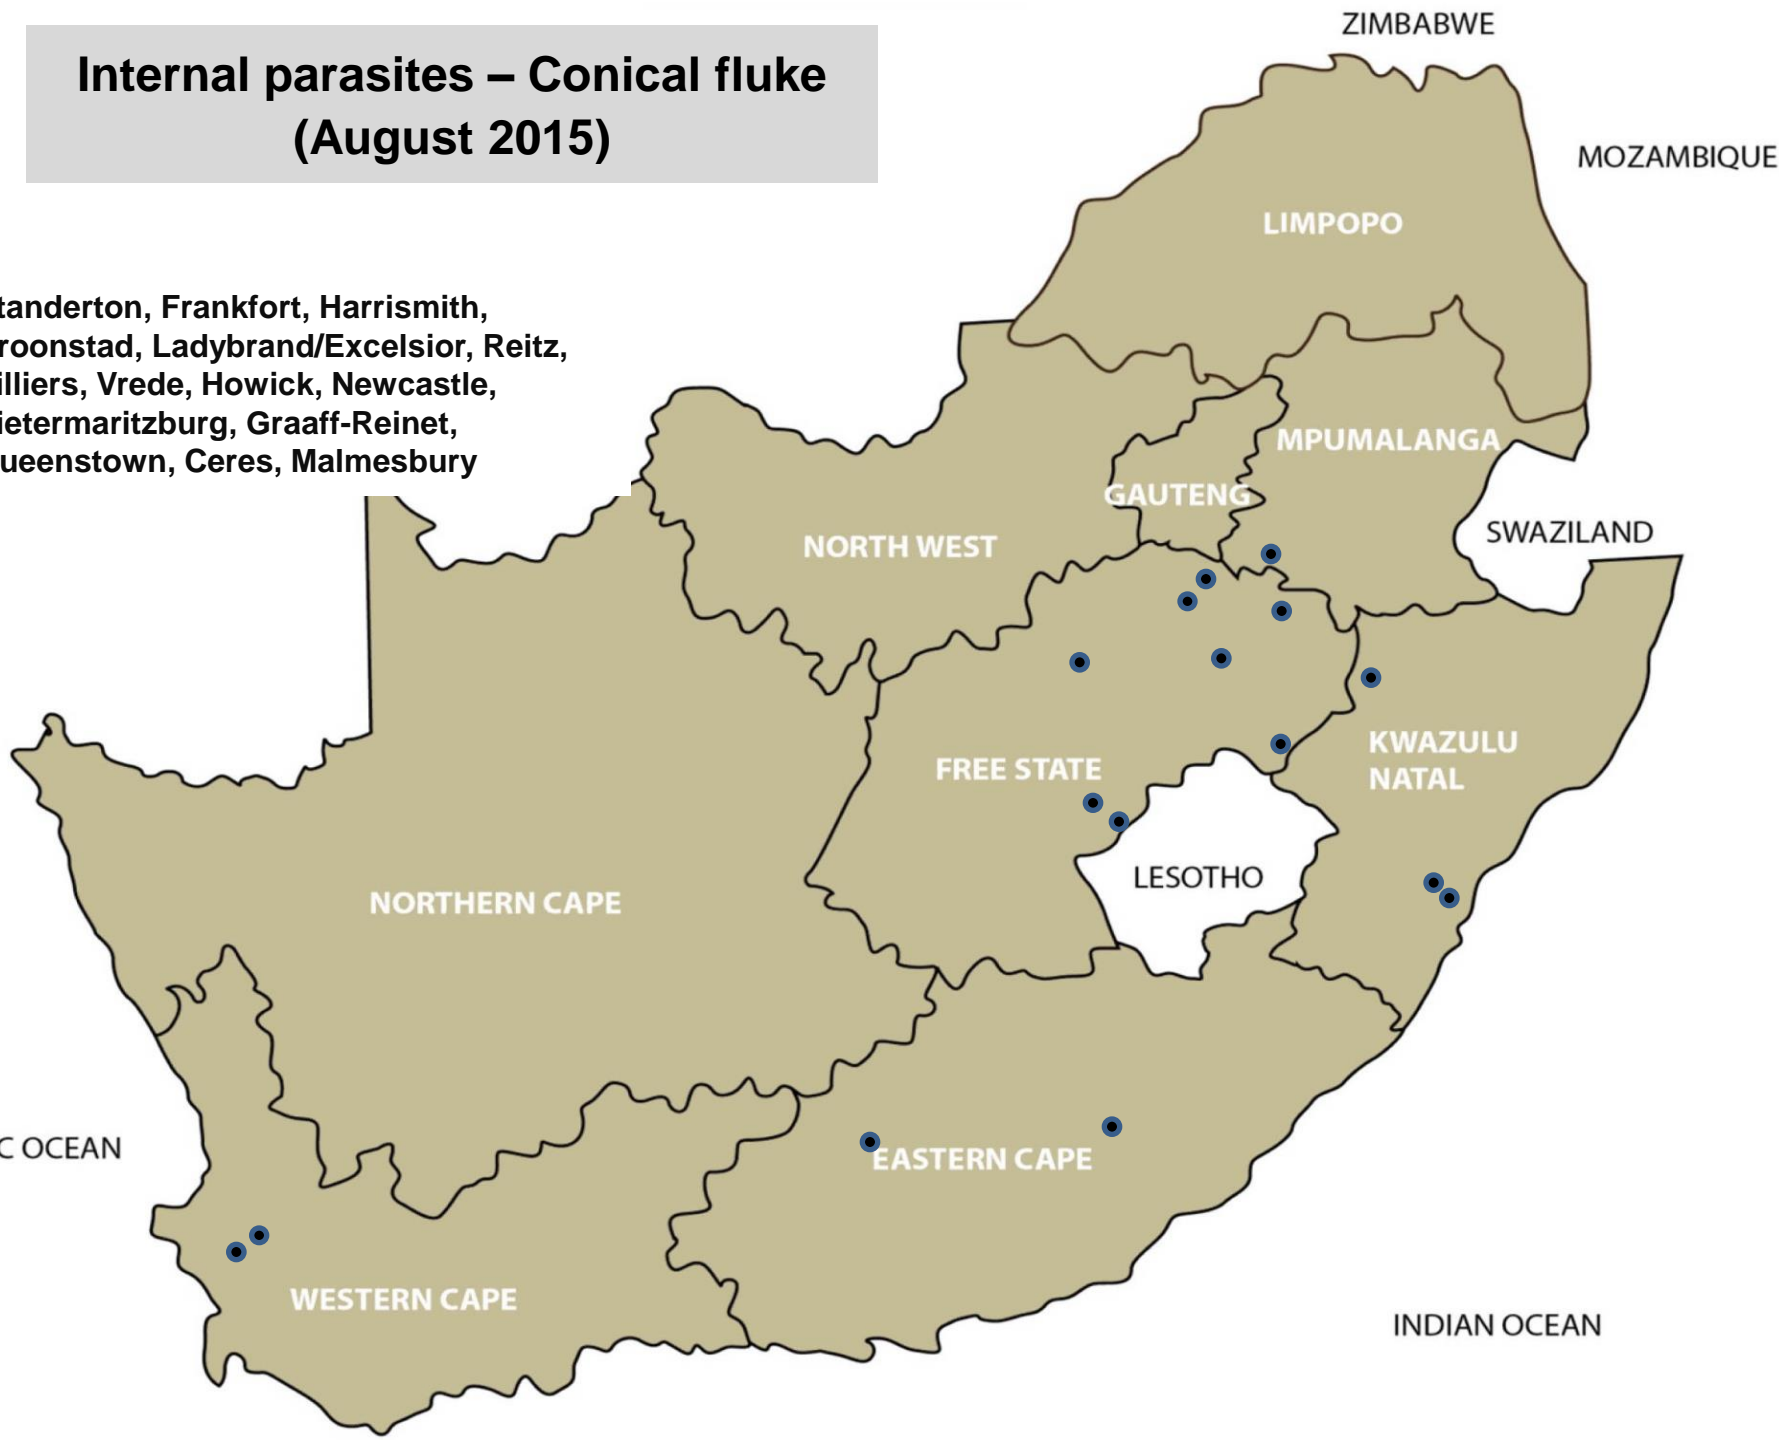 ZIMBABWE
Internal parasites – Conical fluke
(August 2015)
MOZAMBIQUE
LIMPOPO
tanderton, Frankfort, Harrismith,
roonstad, Ladybrand/Excelsior, Reitz,
illiers, Vrede, Howick, Newcastle,
ietermaritzburg, Graaff-Reinet,
ueenstown, Ceres, Malmesbury
MPUMALANGA
GAUTENG
SWAZILAND
NORTH WEST
KWAZULU
NATAL
FREE STATE
LESOTHO
NORTHERN CAPE
C OCEAN
EASTERN CAPE
WESTERN CAPE
INDIAN OCEAN